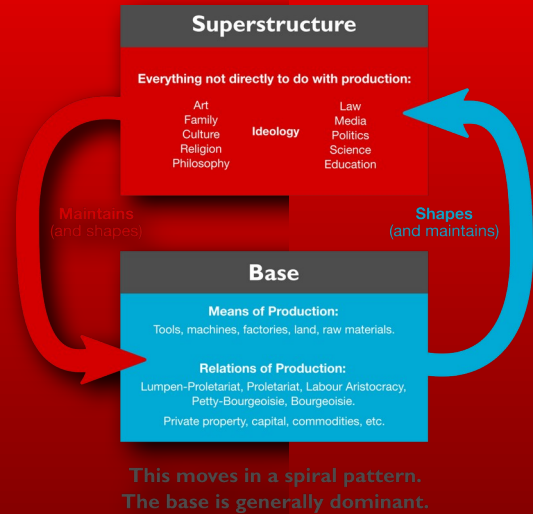 Superstructure
Everything not directly to do with production:
Art
Family
Culture
Religion
Philosophy
Ideology
Law
Media
Politics
Science
Education
Maintains
(and shapes)
Shapes
(and maintains)
Base
Means of Production:
Tools, machines, factories, land, raw materials.
Relations of Production:
Lumpen-Proletariat, Proletariat, Labour Aristocracy,
Petty-Bourgeoisie, Bourgeoisie.
Private property, capital, commodities, etc.
This moves in a spiral pattern.
The base is generally dominant.